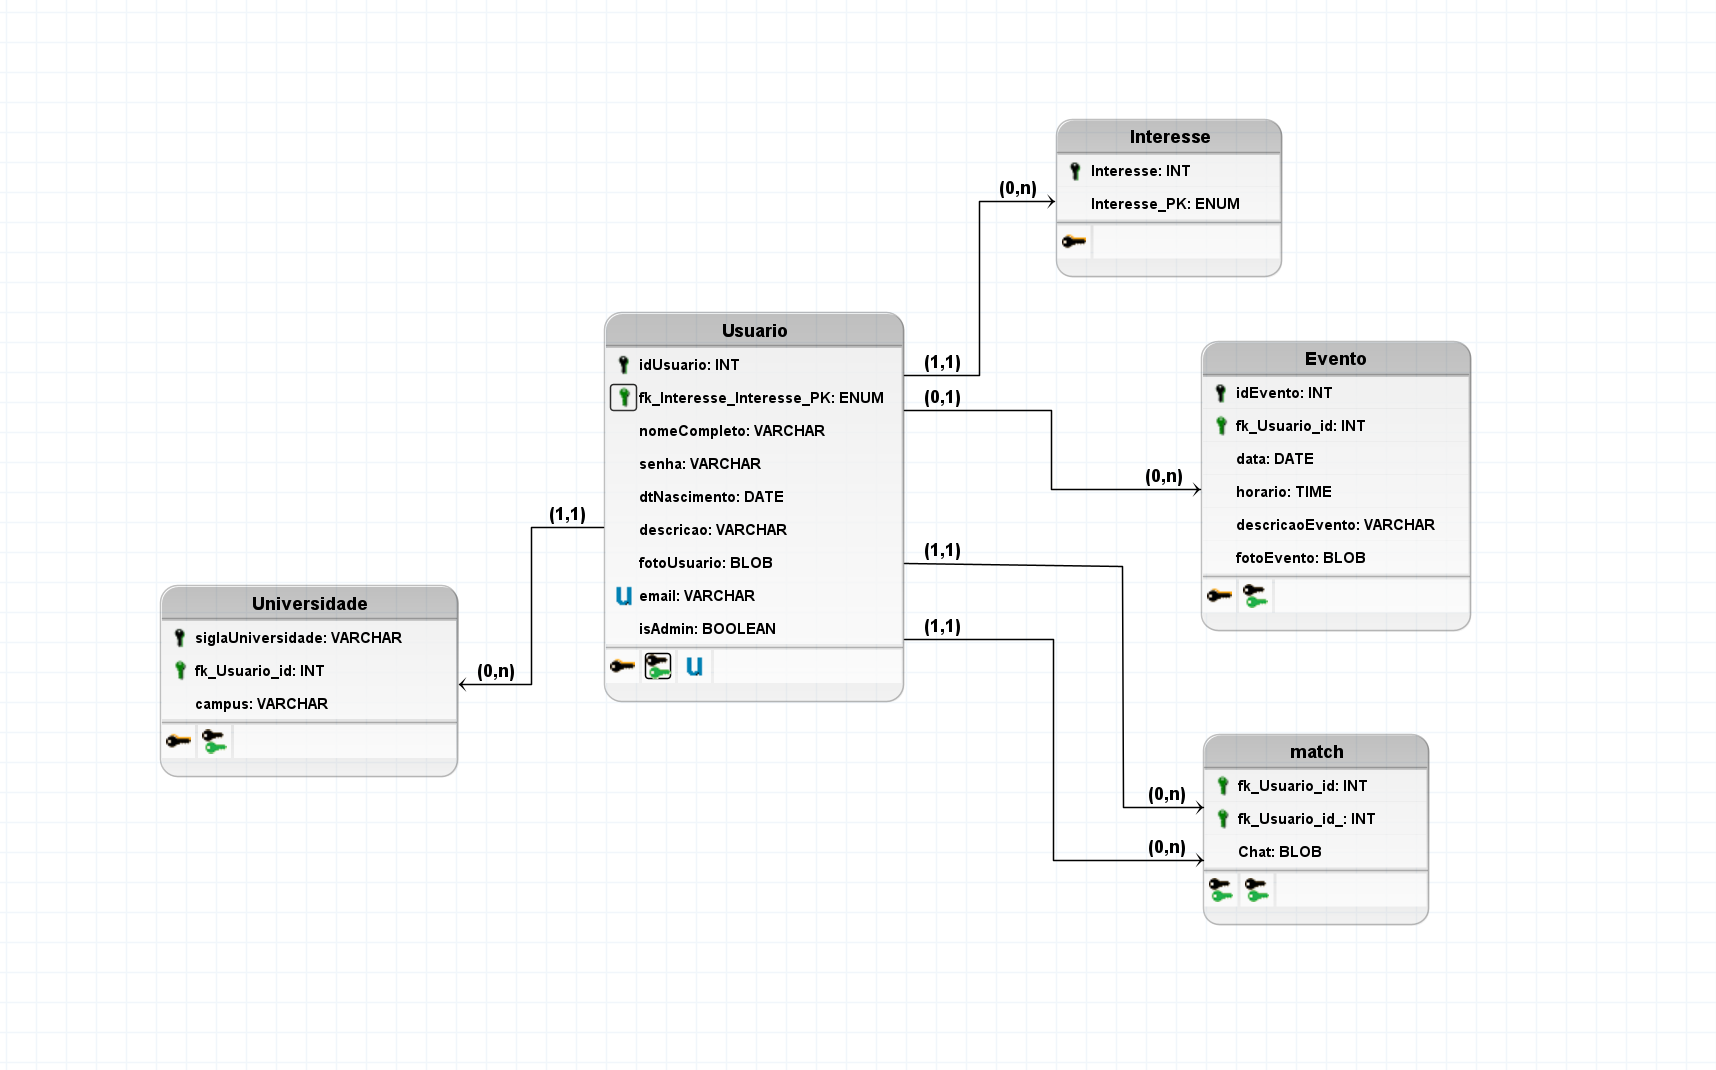 Interesse
Interesse: INT
Interesse_PK: ENUM
(0,n)
Usuario
idUsuario: INT
fk_Interesse_Interesse_PK: ENUM
nomeCompleto: VARCHAR
senha: VARCHAR
dtNascimento: DATE
descricao: VARCHAR
fotoUsuario: BLOB
U email: VARCHAR
isAdmin: BOOLEAN
U
(1,1)
(0,1)
(1,1)
(1,1)
Evento
idEvento: INT
fk_Usuario_id: INT
data: DATE
horario: TIME
descricaoEvento: VARCHAR
fotoEvento: BLOB
(0,n)
(1,1)
(0,n)
Universidade
siglaUniversidade: VARCHAR
fk_Usuario_id: INT
campus: VARCHAR
match
fk_Usuario_id: INT
fk_Usuario_id_: INT
Chat: BLOB
(0,n)
(0,n)